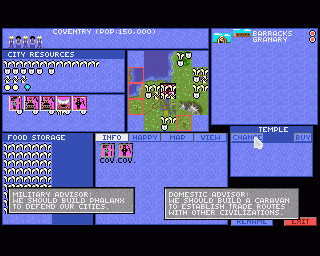 COVENTRY (POP:150,000)
BARRACKS
GRANARY
CITY RESOURCES
TEMPLE
CHANGE
BUY
FOOD STORAGE
INFO
HAPPY
MAP
VIEW
COV.
COV.
MILITARY ADVISOR:
WE SHOULD BUILD PHALANX
TO DEFEND OUR CITIES.
DOMESTIC ADVISOR:
WE SHOULD BUILD A CARAVAN
TO ESTABLISH TRADE ROUTES
WITH OTHER CIVILIZATIONS.
RENAME
EXIT